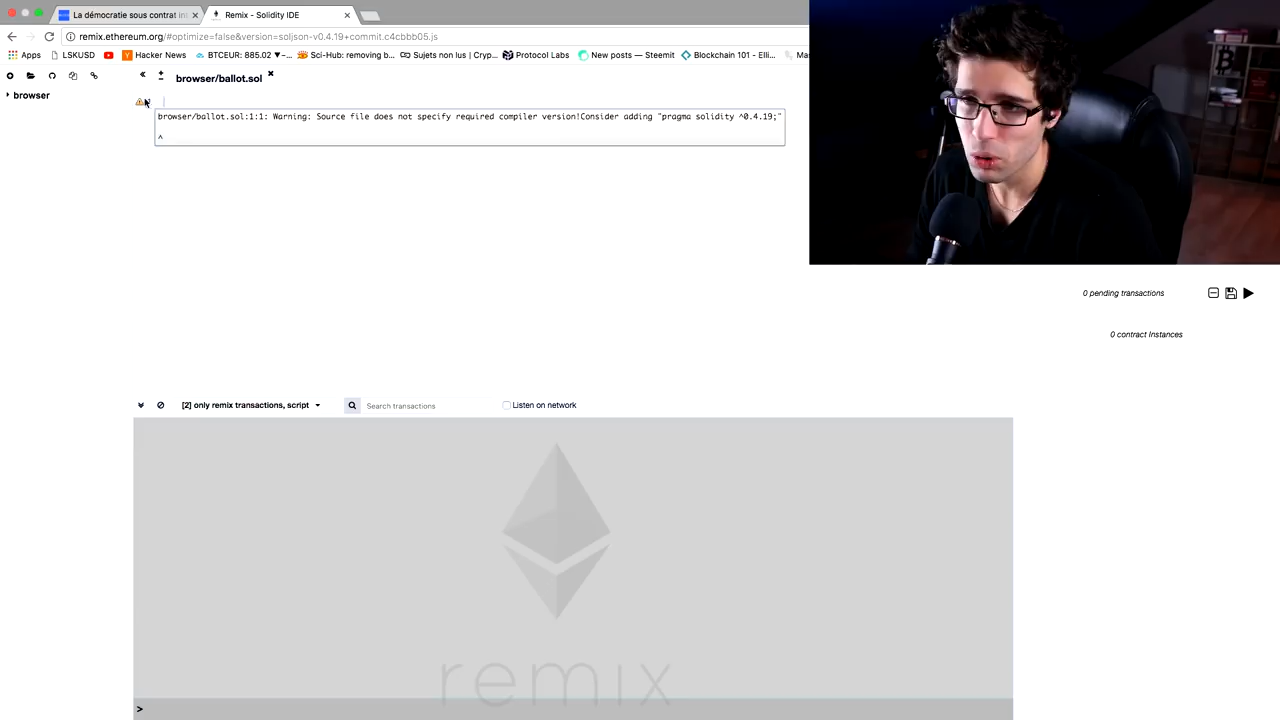 La démocratie sous contrat
Remix - Solidity IDE
remix.ethereum.org/#optimize=false&version=soljson-v0.4.19+commit.c4cbbb05.js
Apps LSKUSD Hacker News BTCEUR: 885.02 ▼-... Sci-Hub: removing b... Sujets non lus | Cryp... Protocol Labs New posts — Steemit Blockchain 101 - Elli...
browser/ballot.sol
browser
browser/ballot.sol:1:1: Warning: Source file does not specify required compiler version!Consider adding "pragma solidity ^0.4.19;"
^
0 pending transactions
0 contract Instances
[2] only remix transactions, script
Search transactions
Listen on network
remix
>